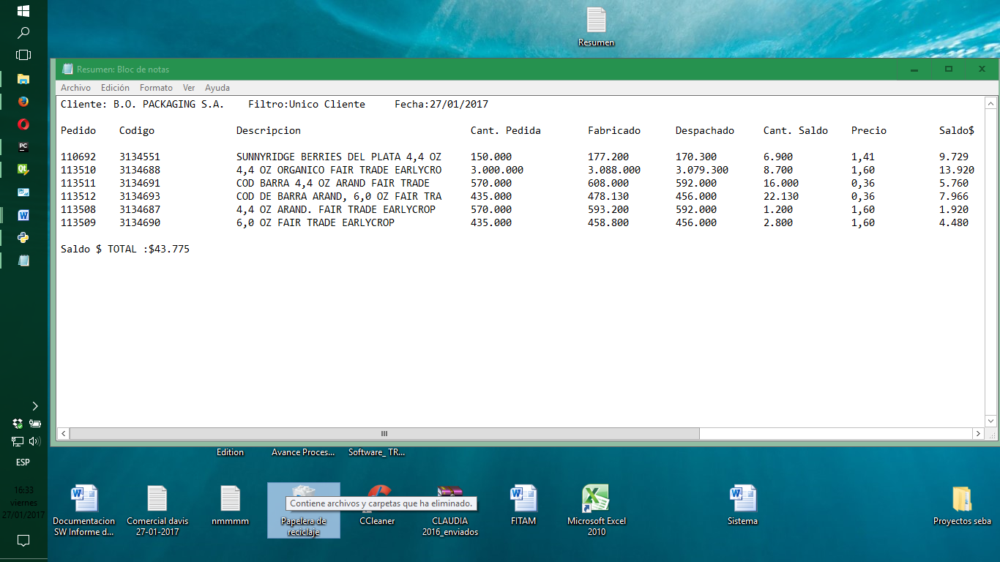 Resumen
Resumen: Bloc de notas
Archivo Edición Formato Ver Ayuda
Cliente: B.O. PACKAGING S.A. Filtro:Unico Cliente Fecha:27/01/2017
Pedido Codigo Descripcion Cant. Pedida Fabricado Despachado Cant. Saldo Precio Saldo$
110692 3134551 SUNNYRIDGE BERRIES DEL PLATA 4,4 OZ 150.000 177.200 170.300 6.900 1,41 9.729
113510 3134688 4,4 OZ ORGANICO FAIR TRADE EARLYCRO 3.000.000 3.088.000 3.079.300 8.700 1,60 13.920
113511 3134691 COD BARRA 4,4 OZ ARAND FAIR TRADE 570.000 608.000 592.000 16.000 0,36 5.760
113512 3134693 COD DE BARRA ARAND, 6,0 OZ FAIR TRA 435.000 478.130 456.000 22.130 0,36 7.966
113508 3134687 4,4 OZ ARAND. FAIR TRADE EARLYCROP 570.000 593.200 592.000 1.200 1,60 1.920
113509 3134690 6,0 OZ FAIR TRADE EARLYCROP 435.000 458.800 456.000 2.800 1,60 4.480
Saldo $ TOTAL :$43.775
Edition
Avance Proces...
Software_ TR...
Documentacion
SW Informe d...
Comercial davis
27-01-2017
nmmmm
Contiene archivos y carpetas que ha eliminado.
Papelera de
reciclaje
CCleaner
CLAUDIA
2016_enviados
FITAM
Microsoft Excel
2010
Sistema
Proyectos seba
PC
Qt
ESP
16:33
viernes
27/01/2017